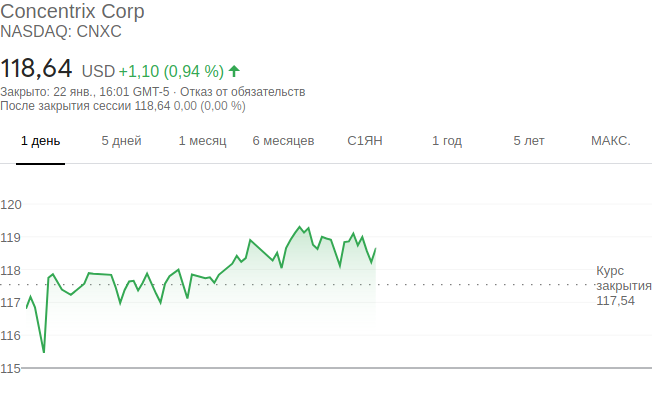 Concentrix Corp
NASDAQ: CNXC
118,64 USD +1,10 (0,94 %)
Закрыто: 22 янв., 16:01 GMT-5 · Отказ от обязательств
После закрытия сессии 118,64 0,00 (0,00 %)
1 день 5 дней 1 месяц 6 месяцев С1ЯН 1 год 5 лет МАКС.
120
119
118
117
116
115
Курс
закрытия
117,54